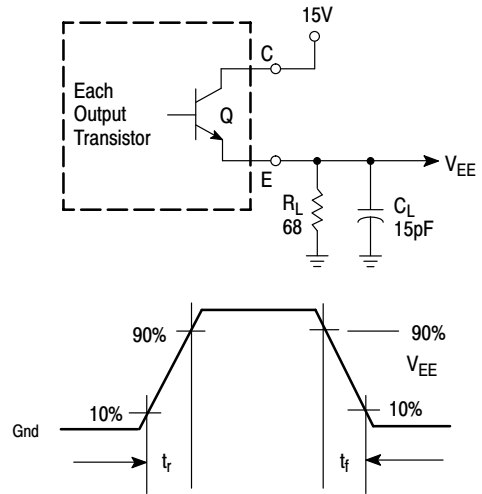 15V
C
Each
Output
Transistor
Q
E
V_EE
R_L
68
C_L
15pF
90%
90%
V_EE
10%
10%
Gnd
t_r
t_f